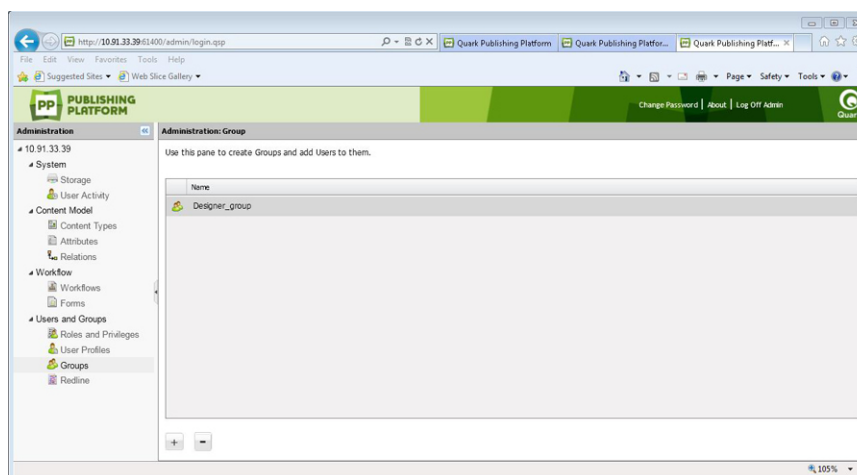 http://10.91.33.39:61400/admin/login.qsp
Quark Publishing Platform
Quark Publishing Platfor...
Quark Publishing Platf...
File Edit View Favorites Tools Help
Suggested Sites Web Slice Gallery
Page Safety Tools
PP PUBLISHING PLATFORM
Change Password | About | Log Off Admin
Quar
Administration
Administration: Group
10.91.33.39
Use this pane to create Groups and add Users to them.
System
Storage
User Activity
Content Model
Content Types
Attributes
Relations
Workflow
Workflows
Forms
Users and Groups
Roles and Privileges
User Profiles
Groups
Redline
Name
Designer_group
+ -
105%